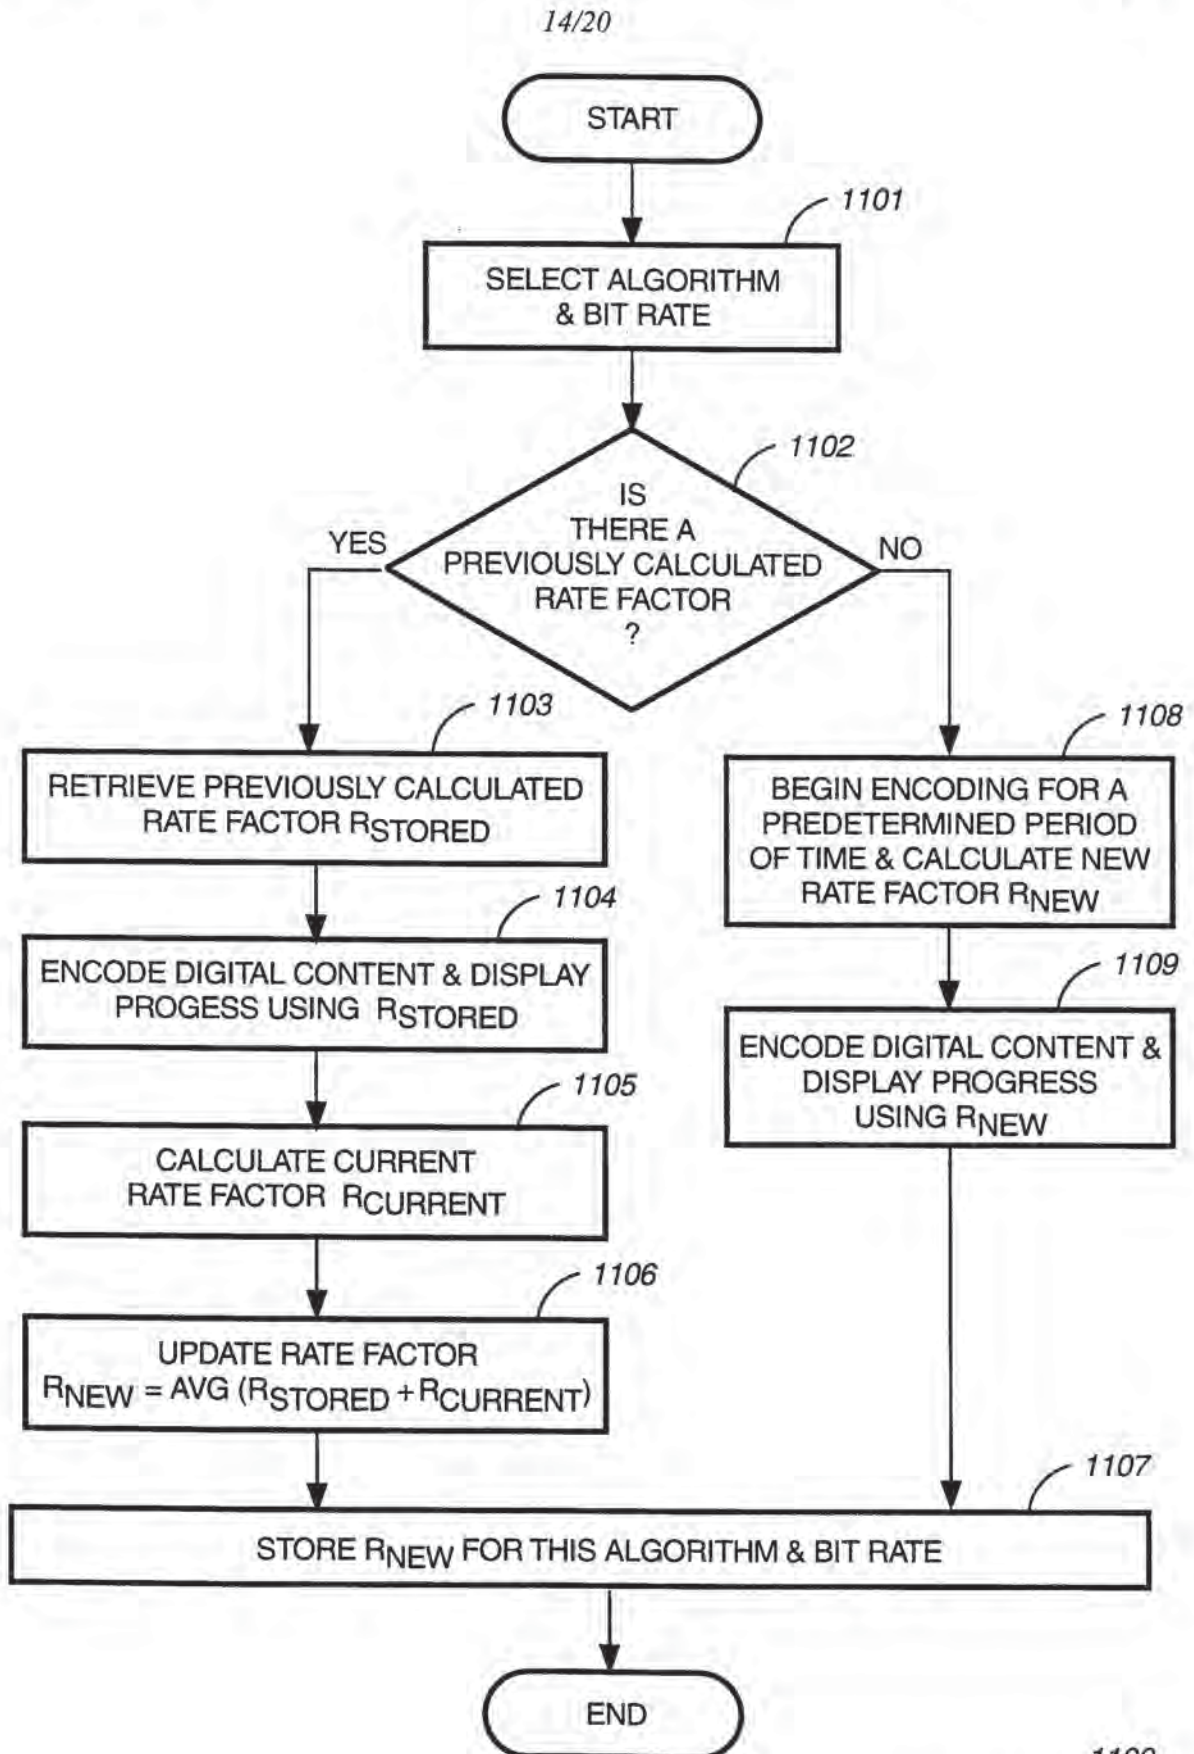 14/20
START
1101
SELECT ALGORITHM
& BIT RATE
1102
IS
THERE A
PREVIOUSLY CALCULATED
RATE FACTOR
?
YES
NO
1103
RETRIEVE PREVIOUSLY CALCULATED
RATE FACTOR RSTORED
1104
ENCODE DIGITAL CONTENT & DISPLAY
PROGESS USING RSTORED
1105
CALCULATE CURRENT
RATE FACTOR RCURRENT
1106
UPDATE RATE FACTOR
RNEW = AVG (RSTORED + RCURRENT)
1108
BEGIN ENCODING FOR A
PREDETERMINED PERIOD
OF TIME & CALCULATE NEW
RATE FACTOR RNEW
1109
ENCODE DIGITAL CONTENT &
DISPLAY PROGRESS
USING RNEW
1107
STORE RNEW FOR THIS ALGORITHM & BIT RATE
END